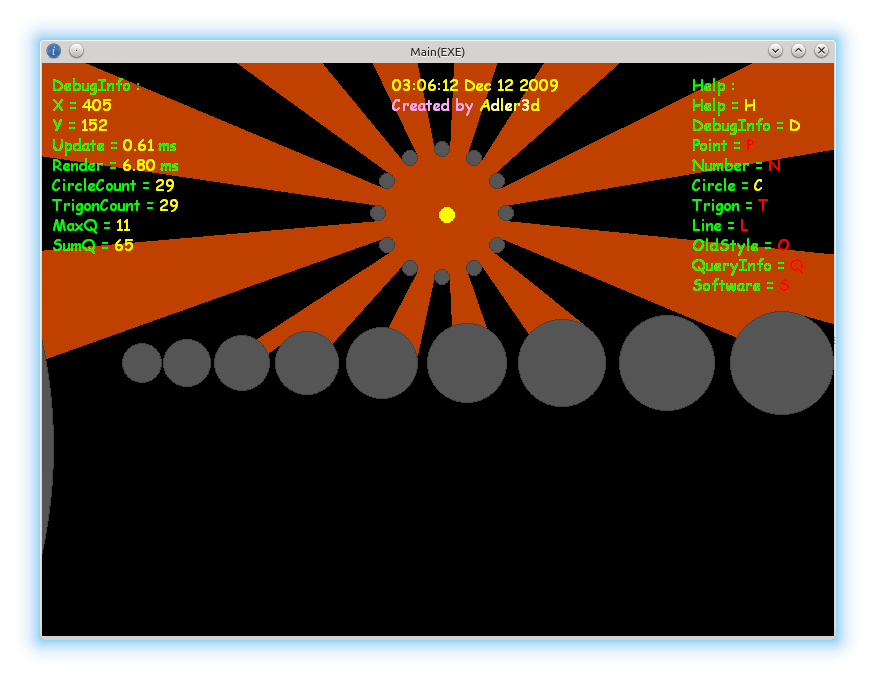 Main(EXE)
DebugInfo :
X = 405
Y = 152
Update = 0.61 ms
Render = 6.80 ms
CircleCount = 29
TrigonCount = 29
MaxQ = 11
SumQ = 65
03:06:12 Dec 12 2009
Created by Adler3d
Help :
Help = H
DebugInfo = D
Point = P
Number = N
Circle = C
Trigon = T
Line = L
OldStyle = O
QueryInfo = Q
Software = S